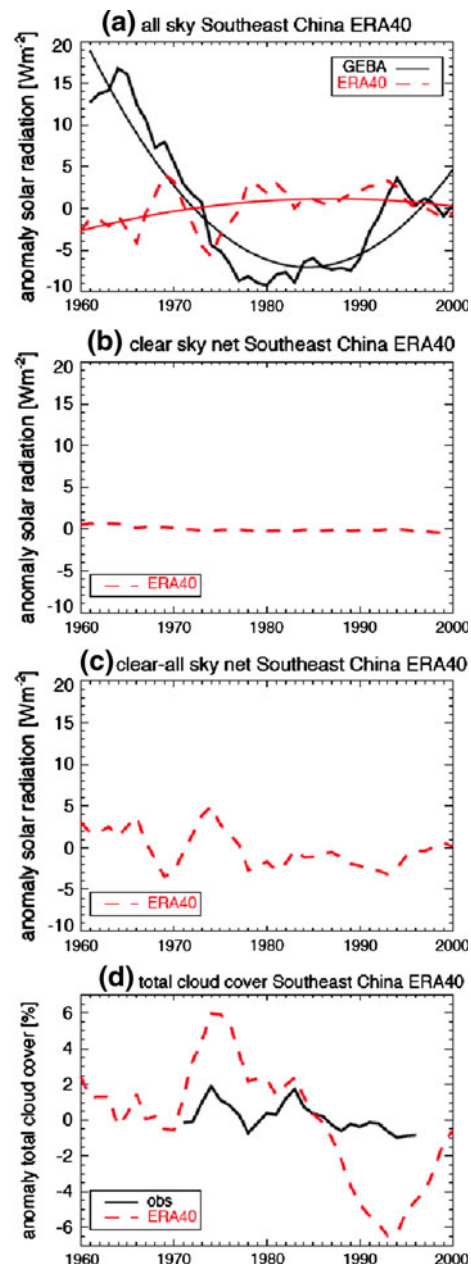 (a) all sky Southeast China ERA40
anomaly solar radiation [Wm-2]
20
15
10
5
0
-5
-10
GEBA
ERA40
1960 1970 1980 1990 2000
(b) clear sky net Southeast China ERA40
anomaly solar radiation [Wm-2]
20
15
10
5
0
-5
-10
ERA40
1960 1970 1980 1990 2000
(c) clear-all sky net Southeast China ERA40
anomaly solar radiation [Wm-2]
20
15
10
5
0
-5
-10
ERA40
1960 1970 1980 1990 2000
(d) total cloud cover Southeast China ERA40
anomaly total cloud cover [%]
6
4
2
0
-2
-4
-6
obs
ERA40
1960 1970 1980 1990 2000